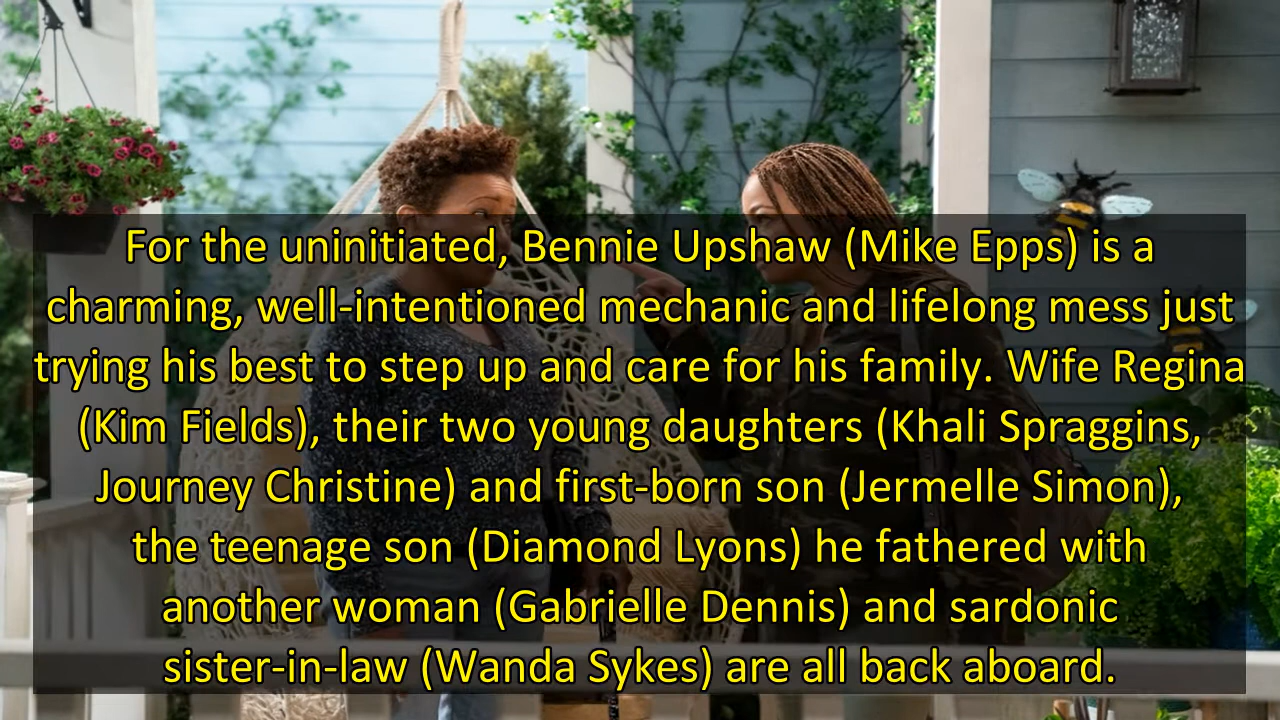 For the uninitiated, Bennie Upshaw (Mike Epps) is a
charming, well-intentioned mechanic and lifelong mess just
trying his best to step up and care for his family. Wife Regina
(Kim Fields), their two young daughters (Khali Spraggins,
Journey Christine) and first-born son (Jermelle Simon),
the teenage son (Diamond Lyons) he fathered with
another woman (Gabrielle Dennis) and sardonic
sister-in-law (Wanda Sykes) are all back aboard.